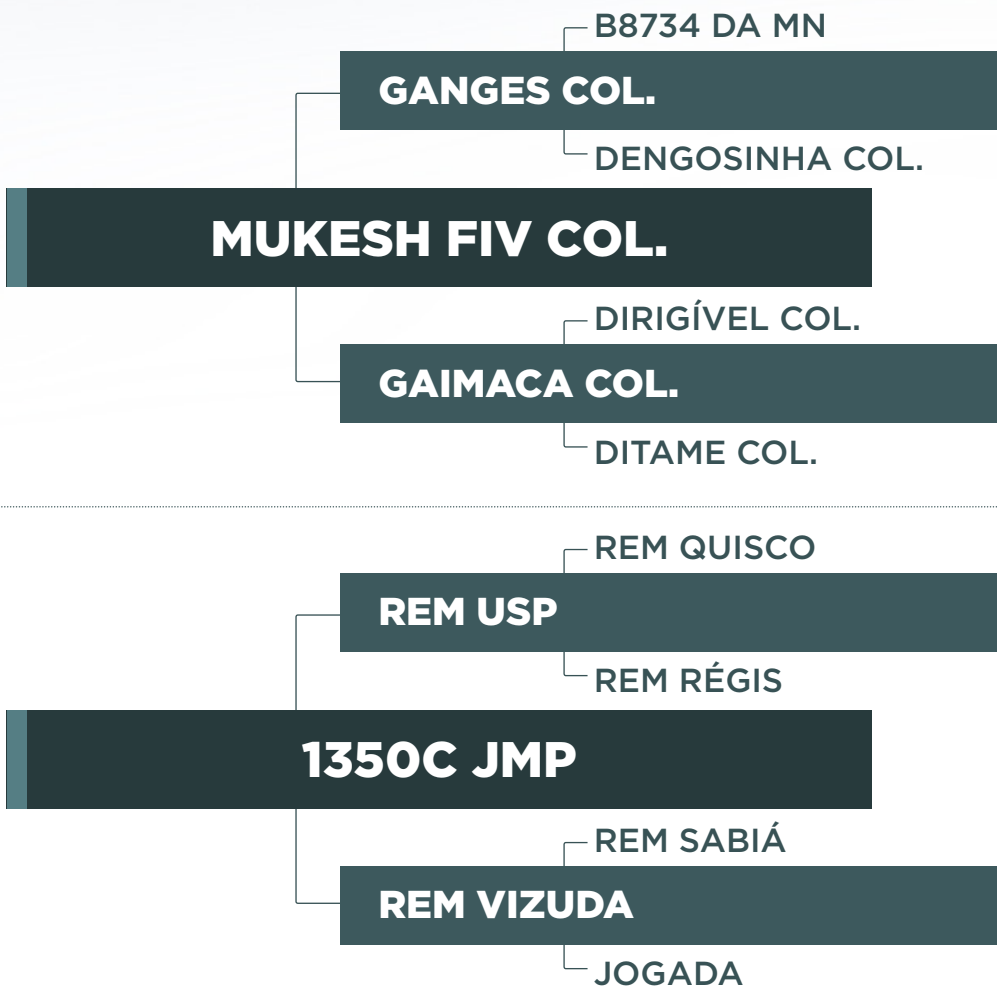 B8734 DA MN
GANGES COL.
DENGOSINHA COL.
MUKESH FIV COL.
DIRIGÍVEL COL.
GAIMACA COL.
DITAME COL.
REM QUISCO
REM USP
REM RÉGIS
1350C JMP
REM SABIÁ
REM VIZUDA
JOGADA